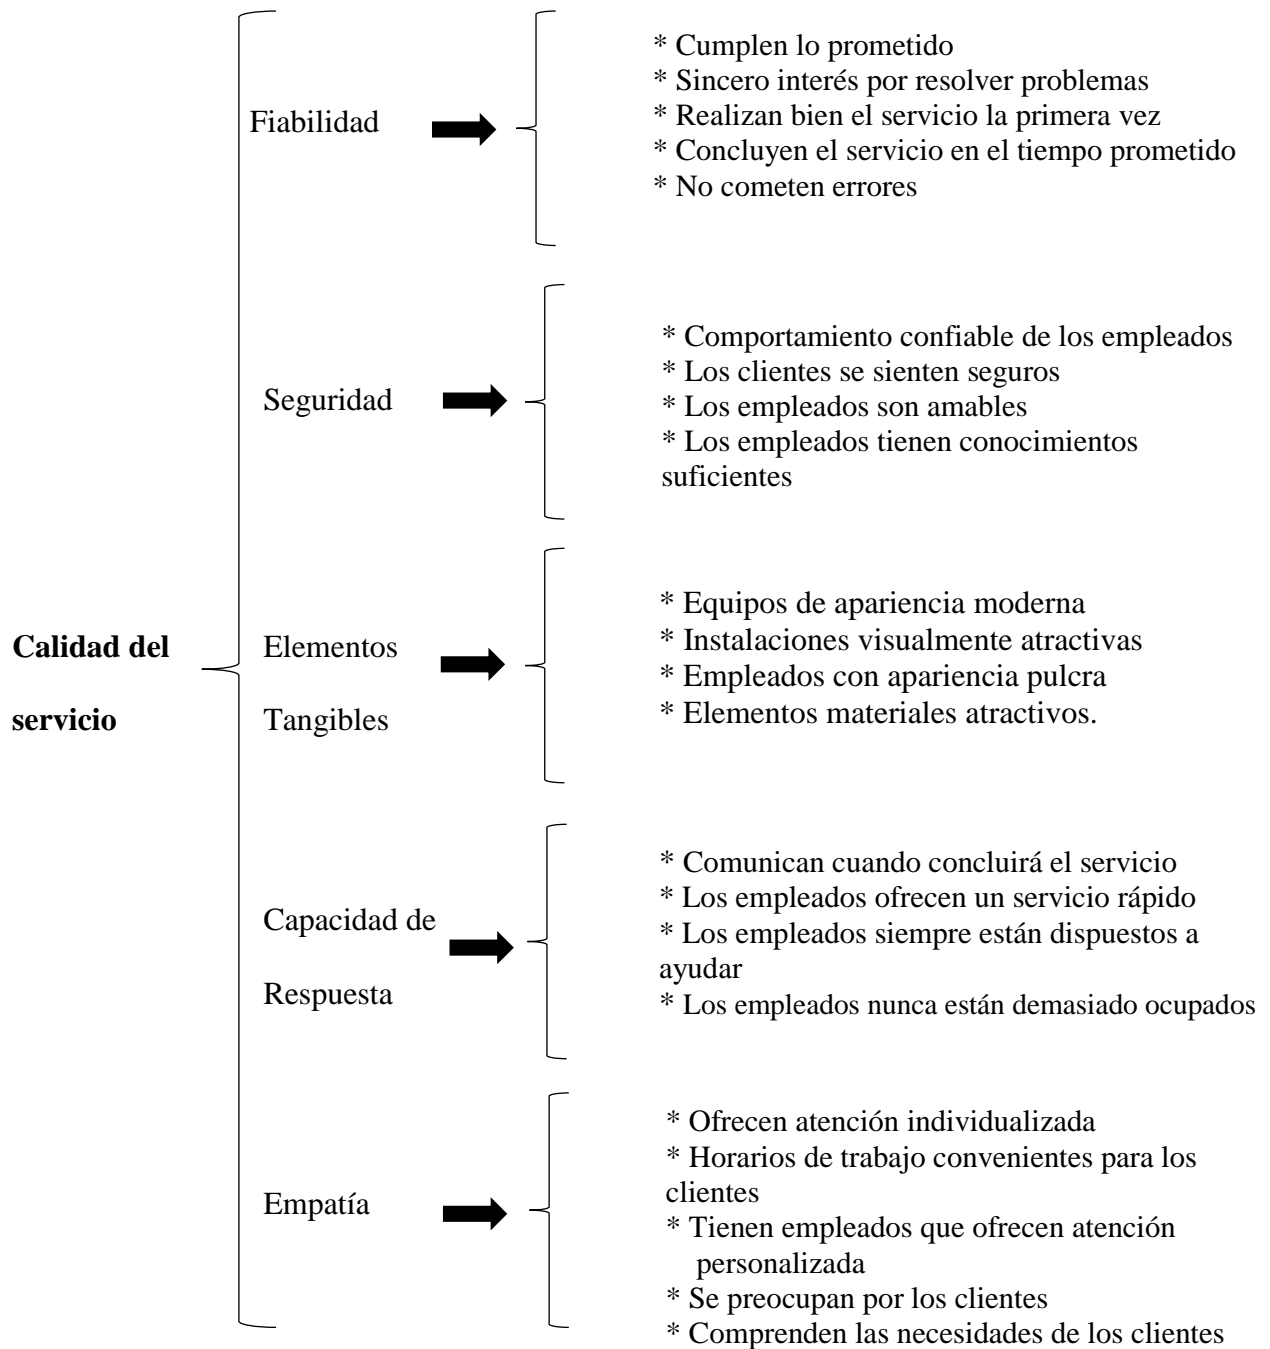 Calidad del
servicio
Fiabilidad
* Cumplen lo prometido
* Sincero interés por resolver problemas
* Realizan bien el servicio la primera vez
* Concluyen el servicio en el tiempo prometido
* No cometen errores
Seguridad
* Comportamiento confiable de los empleados
* Los clientes se sienten seguros
* Los empleados son amables
* Los empleados tienen conocimientos
suficientes
Elementos
Tangibles
* Equipos de apariencia moderna
* Instalaciones visualmente atractivas
* Empleados con apariencia pulcra
* Elementos materiales atractivos.
Capacidad de
Respuesta
* Comunican cuando concluirá el servicio
* Los empleados ofrecen un servicio rápido
* Los empleados siempre están dispuestos a
ayudar
* Los empleados nunca están demasiado ocupados
Empatía
* Ofrecen atención individualizada
* Horarios de trabajo convenientes para los
clientes
* Tienen empleados que ofrecen atención
personalizada
* Se preocupan por los clientes
* Comprenden las necesidades de los clientes